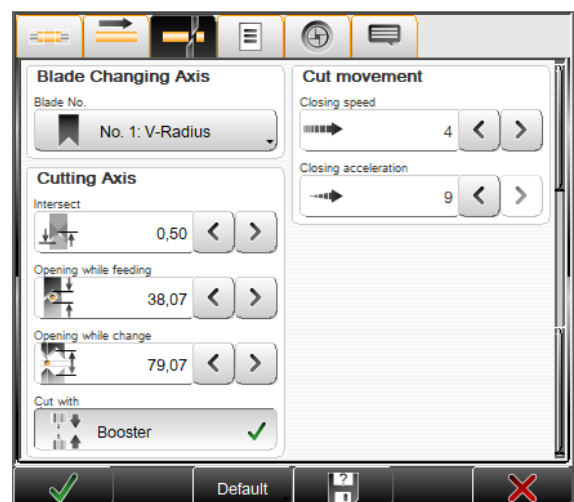 Blade Changing Axis
Blade No.
No. 1: V-Radius
Cutting Axis
Intersect
0,50
Opening while feeding
38,07
Opening while change
79,07
Cut with
Booster
Cut movement
Closing speed
4
Closing acceleration
9
Default
?